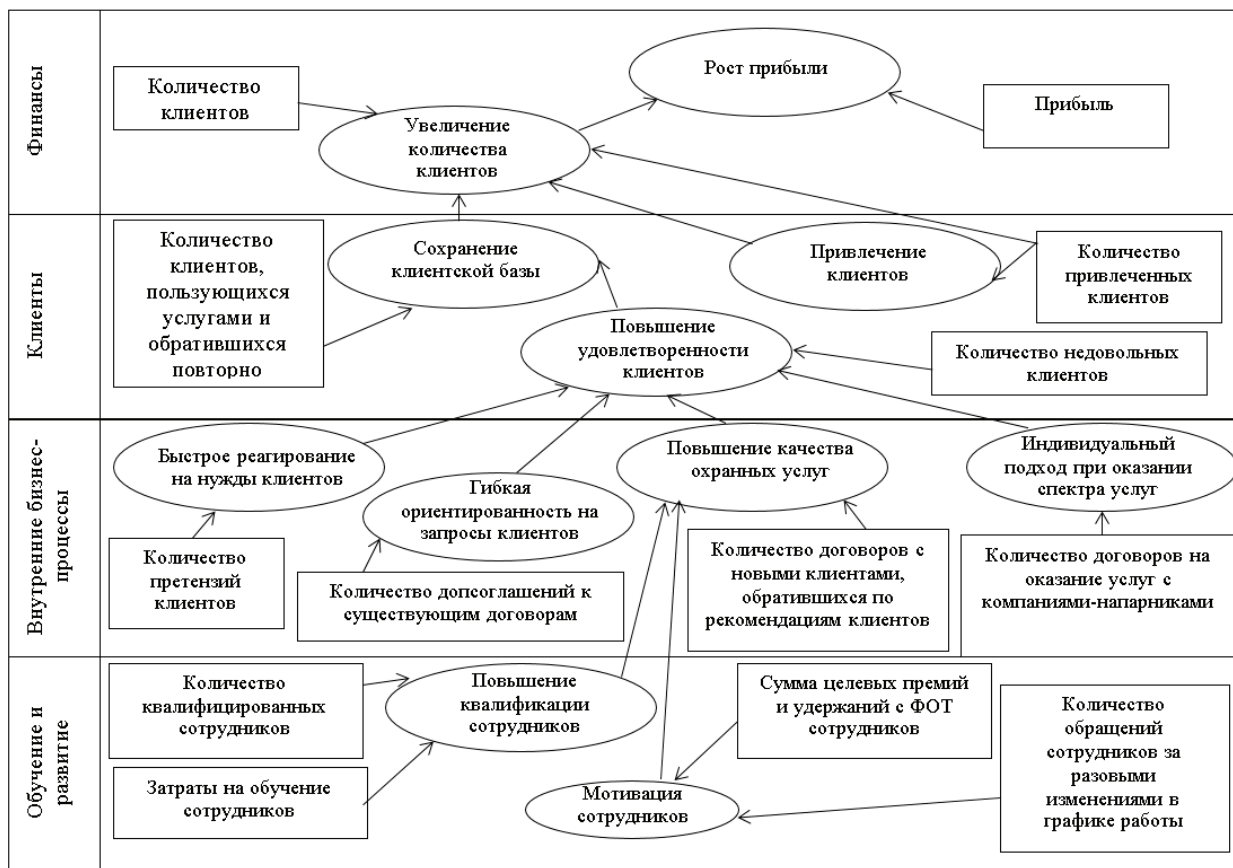 Финансы
Количество
клиентов
Рост прибыли
Прибыль
Увеличение
количества
клиентов
Клиенты
Количество
клиентов,
пользующихся
услугами и
обратившихся
повторно
Сохранение
клиентской базы
Привлечение
клиентов
Количество
привлеченных
клиентов
Повышение
удовлетворенности
клиентов
Количество недовольных
клиентов
Внутренние бизнес-
процессы
Быстрое реагирование
на нужды клиентов
Гибкая
ориентированность на
запросы клиентов
Повышение качества
охранных услуг
Индивидуальный
подход при оказании
спектра услуг
Количество
претензий
клиентов
Количество допсоглашений к
существующим договорам
Количество договоров с
новыми клиентами,
обратившихся по
рекомендациям клиентов
Количество договоров на
оказание услуг с
компаниями-напарниками
Обучение и
развитие
Количество
квалифицированных
сотрудников
Повышение
квалификации
сотрудников
Сумма целевых премий
и удержаний с ФОТ
сотрудников
Количество
обращений
сотрудников за
разовыми
изменениями в
графике работы
Затраты на обучение
сотрудников
Мотивация
сотрудников